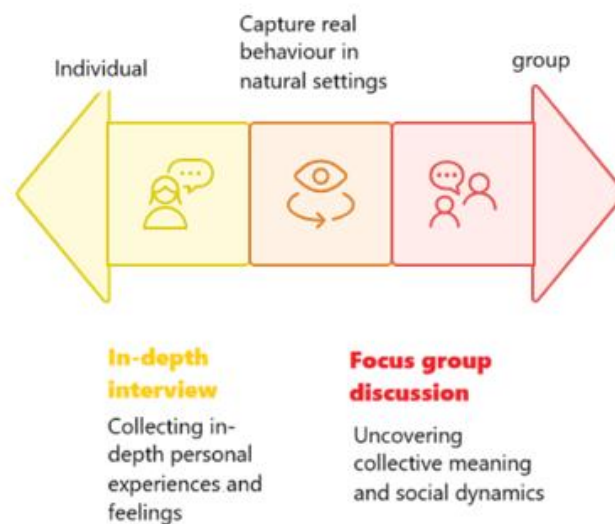 Capture real
behaviour in
natural settings
Individual
group
In-depth
interview
Collecting in-
depth personal
experiences and
feelings
Focus group
discussion
Uncovering
collective meaning
and social dynamics